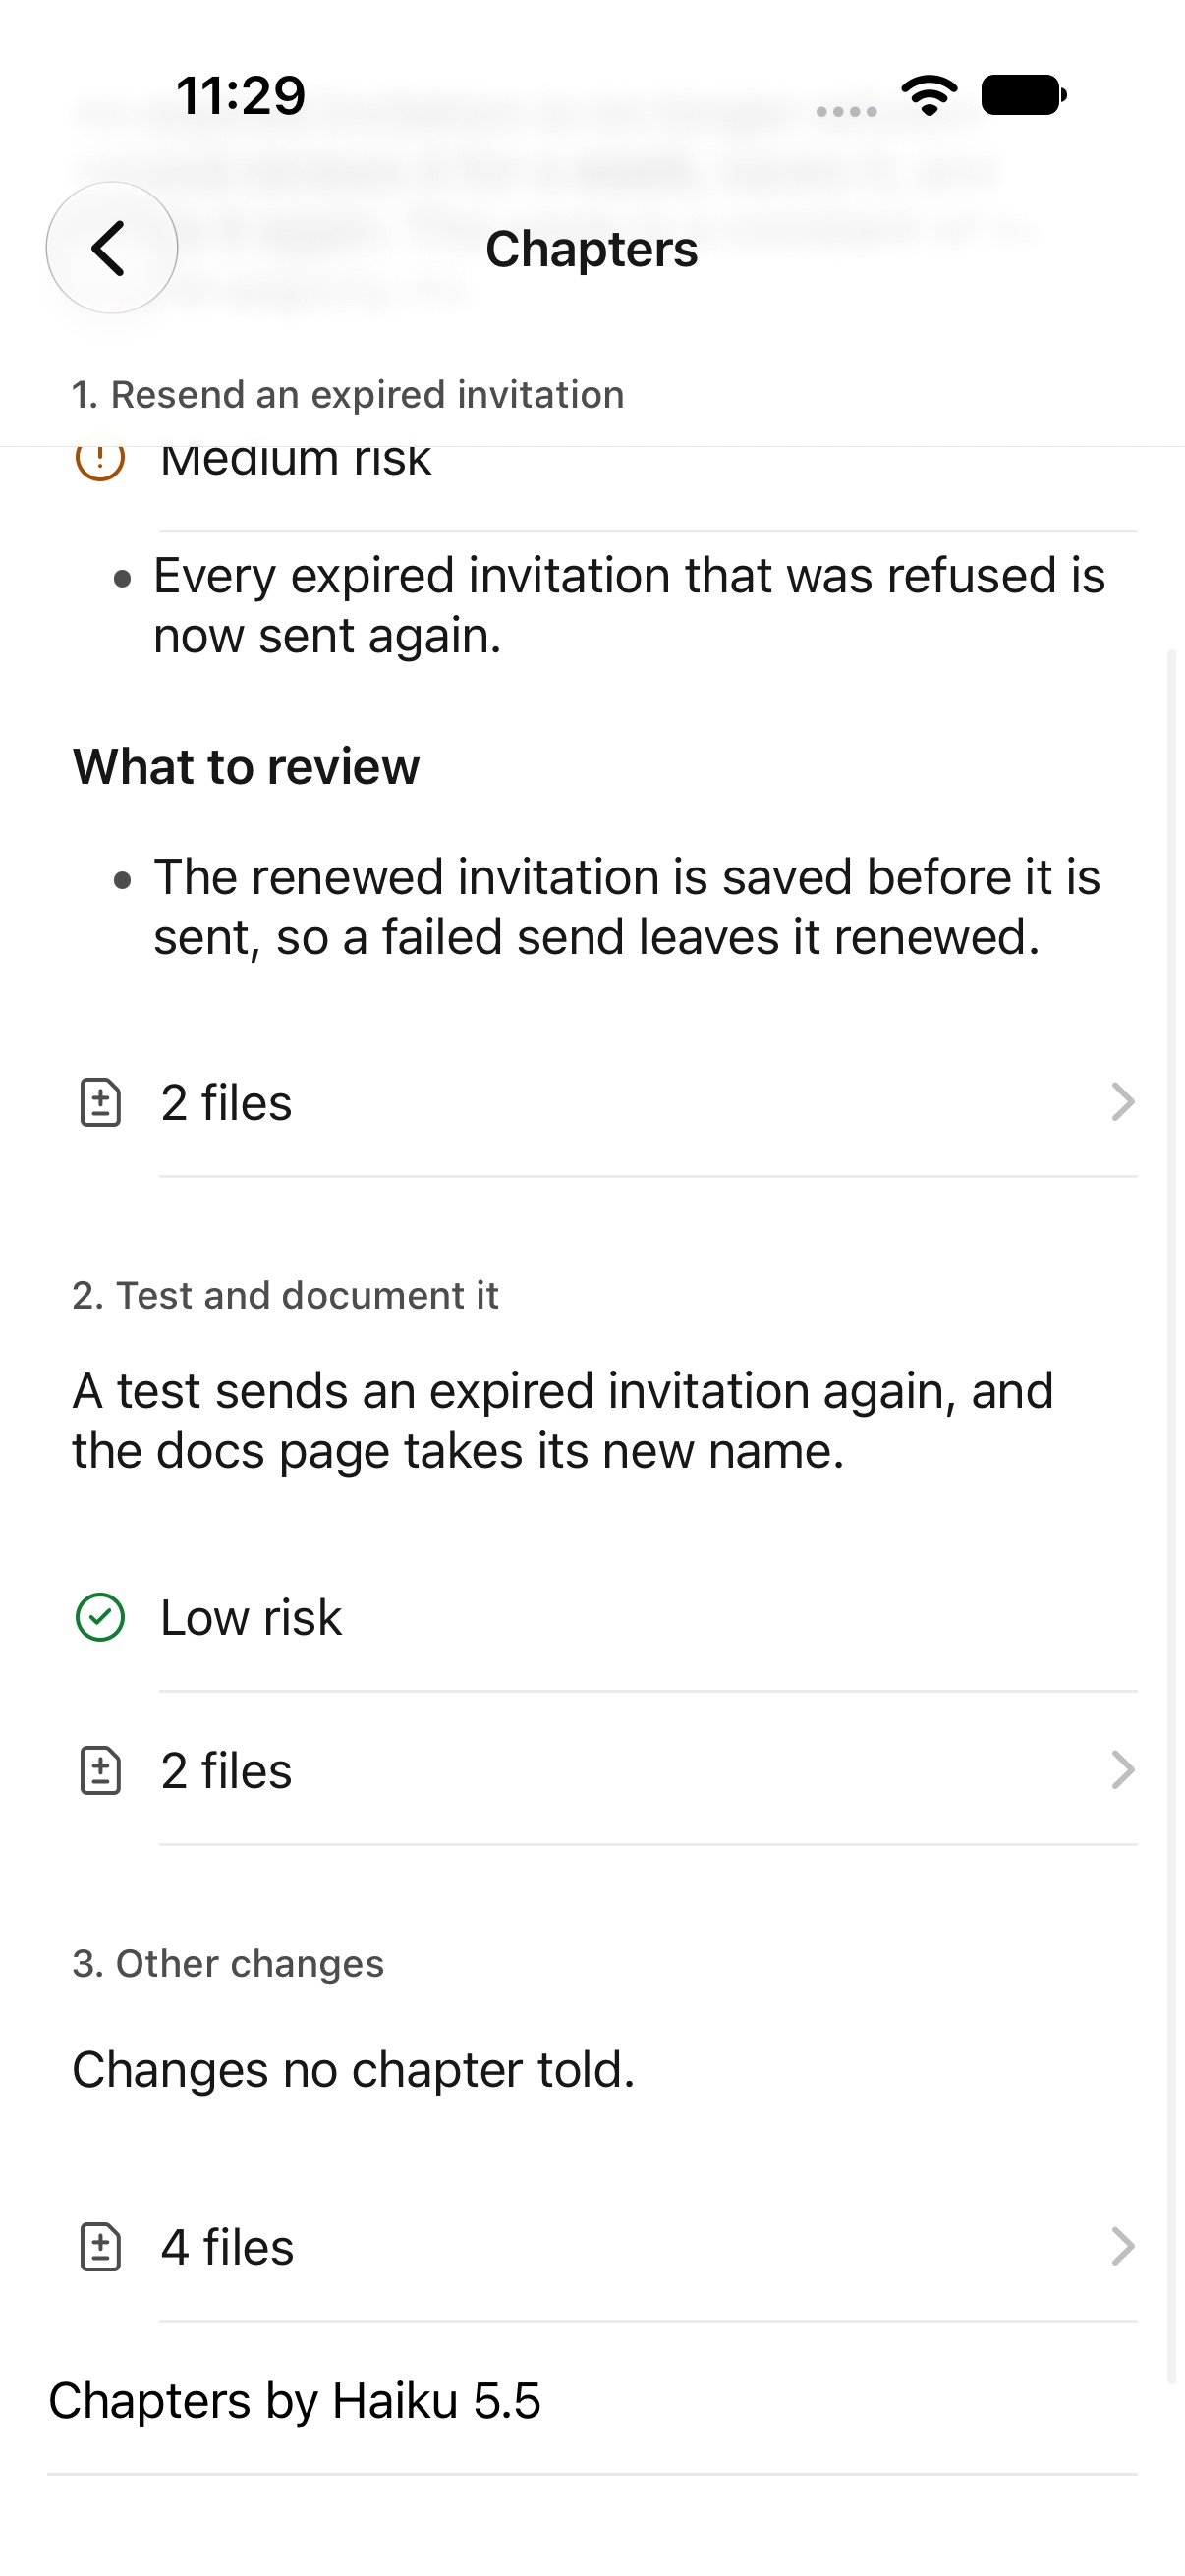 11:29
Chapters
1. Resend an expired invitation
Medium risk
Every expired invitation that was refused is
now sent again.
What to review
The renewed invitation is saved before it is
sent, so a failed send leaves it renewed.
2 files
2. Test and document it
A test sends an expired invitation again, and
the docs page takes its new name.
Low risk
2 files
3. Other changes
Changes no chapter told.
4 files
Chapters by Haiku 5.5